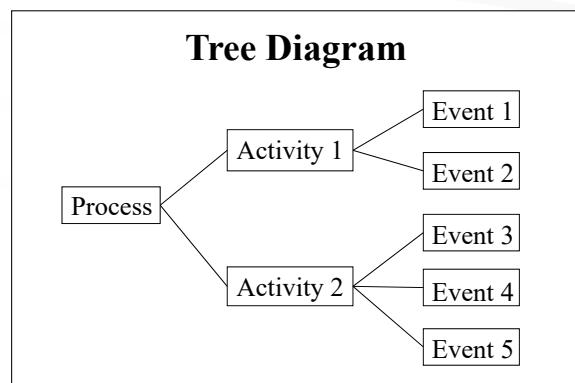 Tree Diagram
Process
Activity 1
Event 1
Event 2
Activity 2
Event 3
Event 4
Event 5